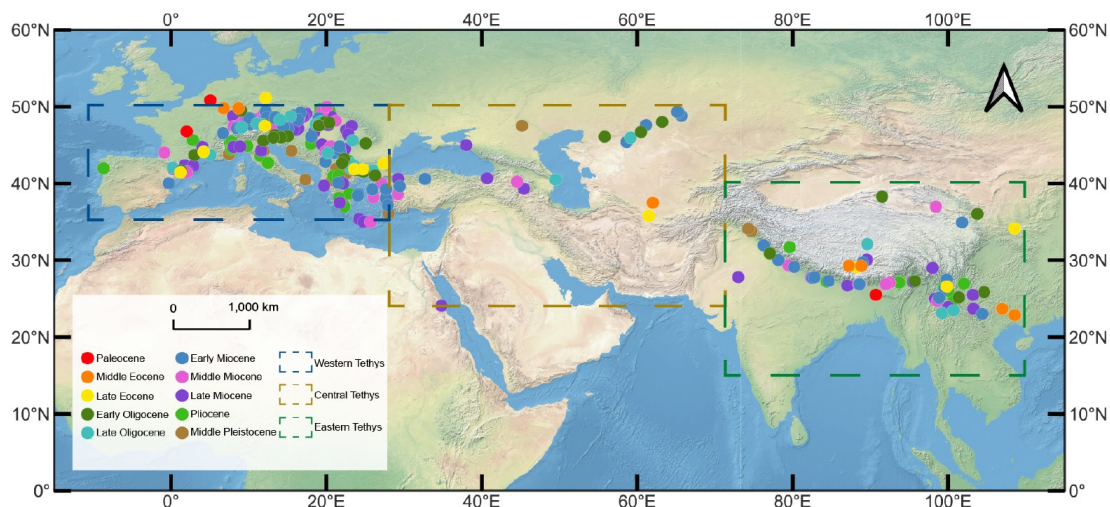 0° 20°E 40°E 60°E 80°E 100°E
60°N 60°N
50°N 50°N
40°N 40°N
30°N 30°N
20°N 20°N
10°N 10°N
0° 0°
0 1,000 km
Paleocene Early Miocene Western Tethys
Middle Eocene Middle Miocene
Late Eocene Late Miocene Central Tethys
Early Oligocene Pliocene
Late Oligocene Middle Pleistocene Eastern Tethys
0° 20°E 40°E 60°E 80°E 100°E